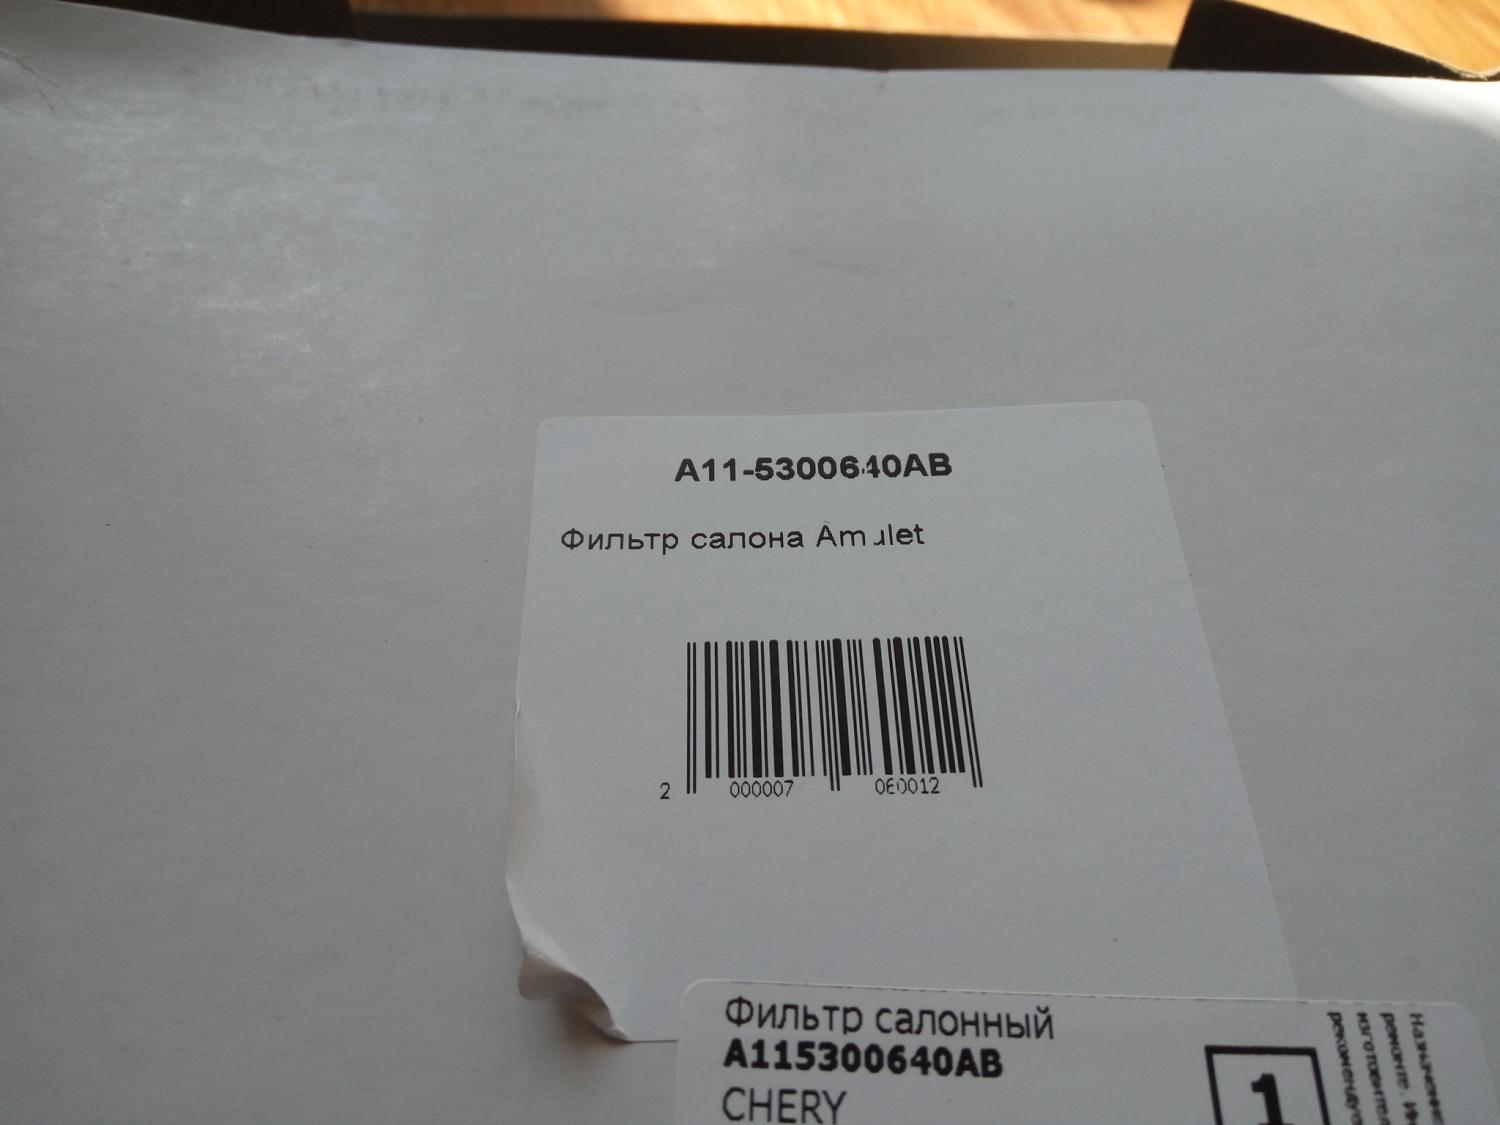 A11-5300640AB
Фильтр салона Amulet
2 000007 060012
Фильтр салонный
A115300640AB
CHERY
1